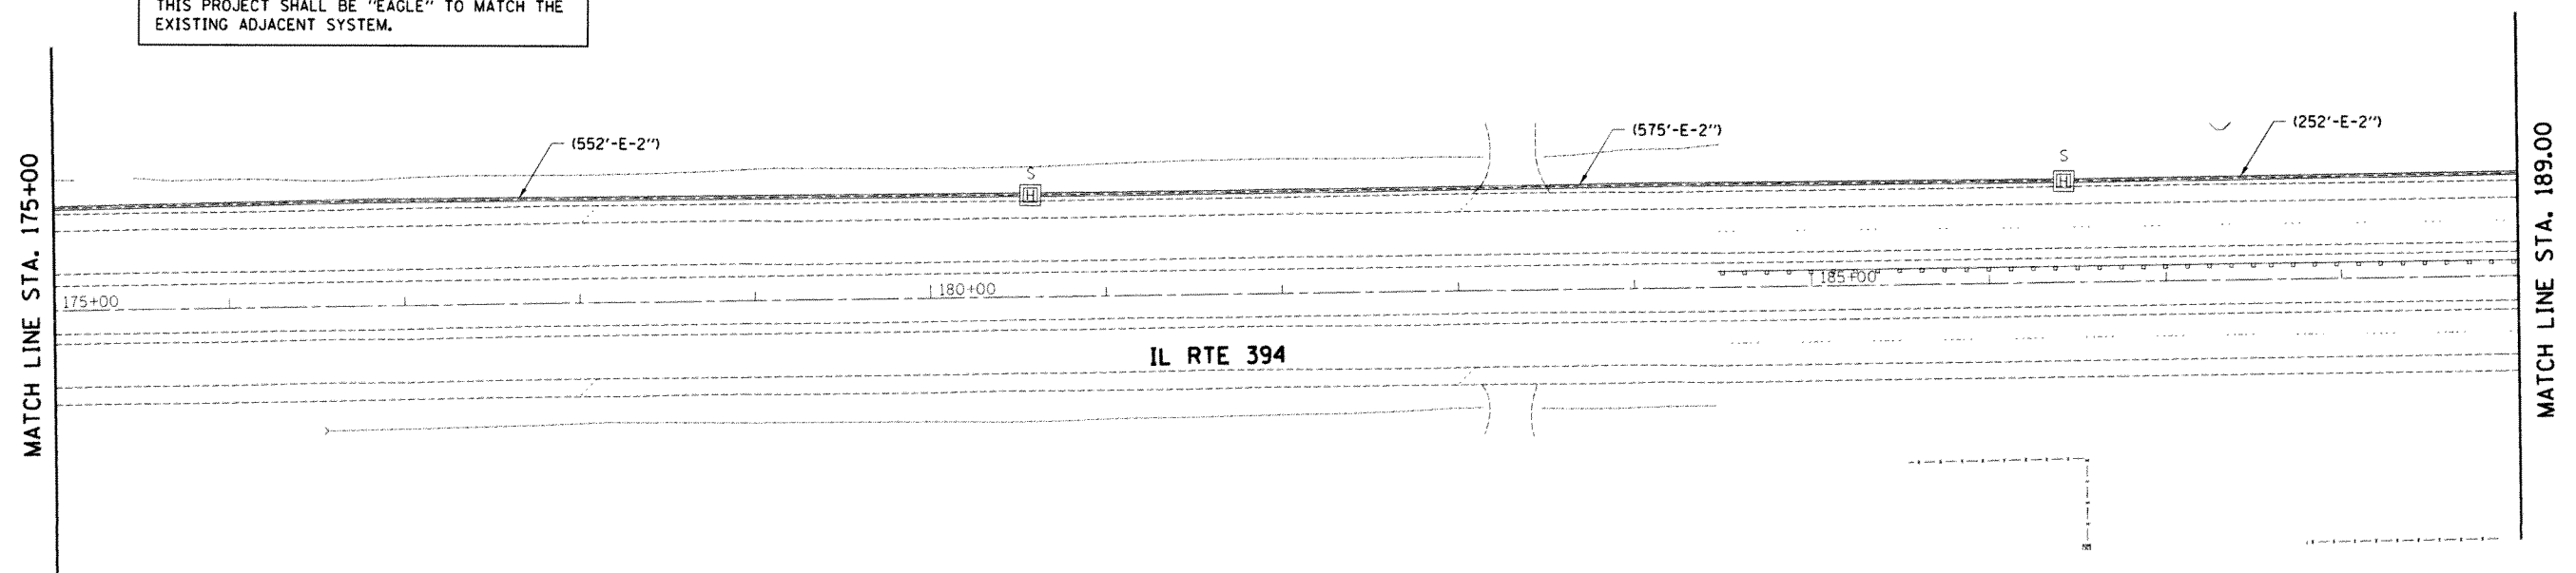 THIS PROJECT SHALL BE "EAGLE" TO MATCH THE
EXISTING ADJACENT SYSTEM.
MATCH LINE STA. 175+00
(552'-E-2")
S
H
(575'-E-2")
S
H
(252'-E-2")
175+00
180+00
185+00
IL RTE 394
MATCH LINE STA. 189.00